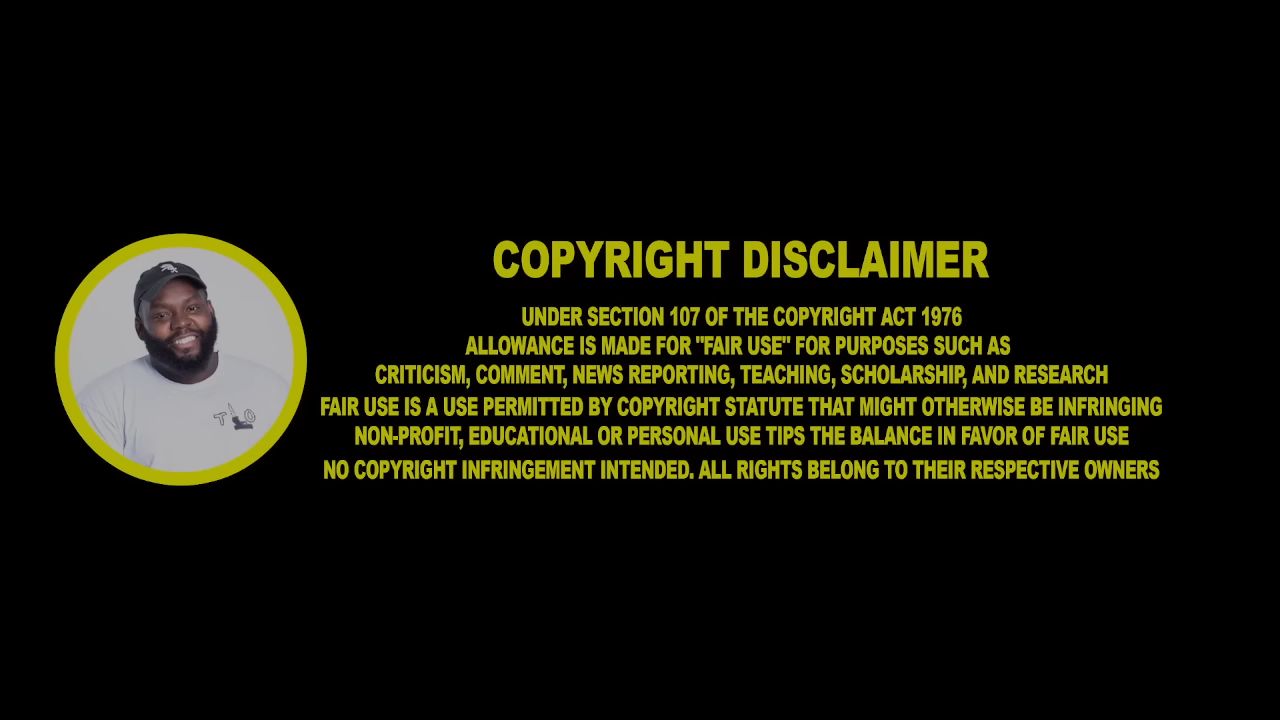 COPYRIGHT DISCLAIMER
UNDER SECTION 107 OF THE COPYRIGHT ACT 1976
ALLOWANCE IS MADE FOR "FAIR USE" FOR PURPOSES SUCH AS
CRITICISM, COMMENT, NEWS REPORTING, TEACHING, SCHOLARSHIP, AND RESEARCH
FAIR USE IS A USE PERMITTED BY COPYRIGHT STATUTE THAT MIGHT OTHERWISE BE INFRINGING
NON-PROFIT, EDUCATIONAL OR PERSONAL USE TIPS THE BALANCE IN FAVOR OF FAIR USE
NO COPYRIGHT INFRINGEMENT INTENDED. ALL RIGHTS BELONG TO THEIR RESPECTIVE OWNERS